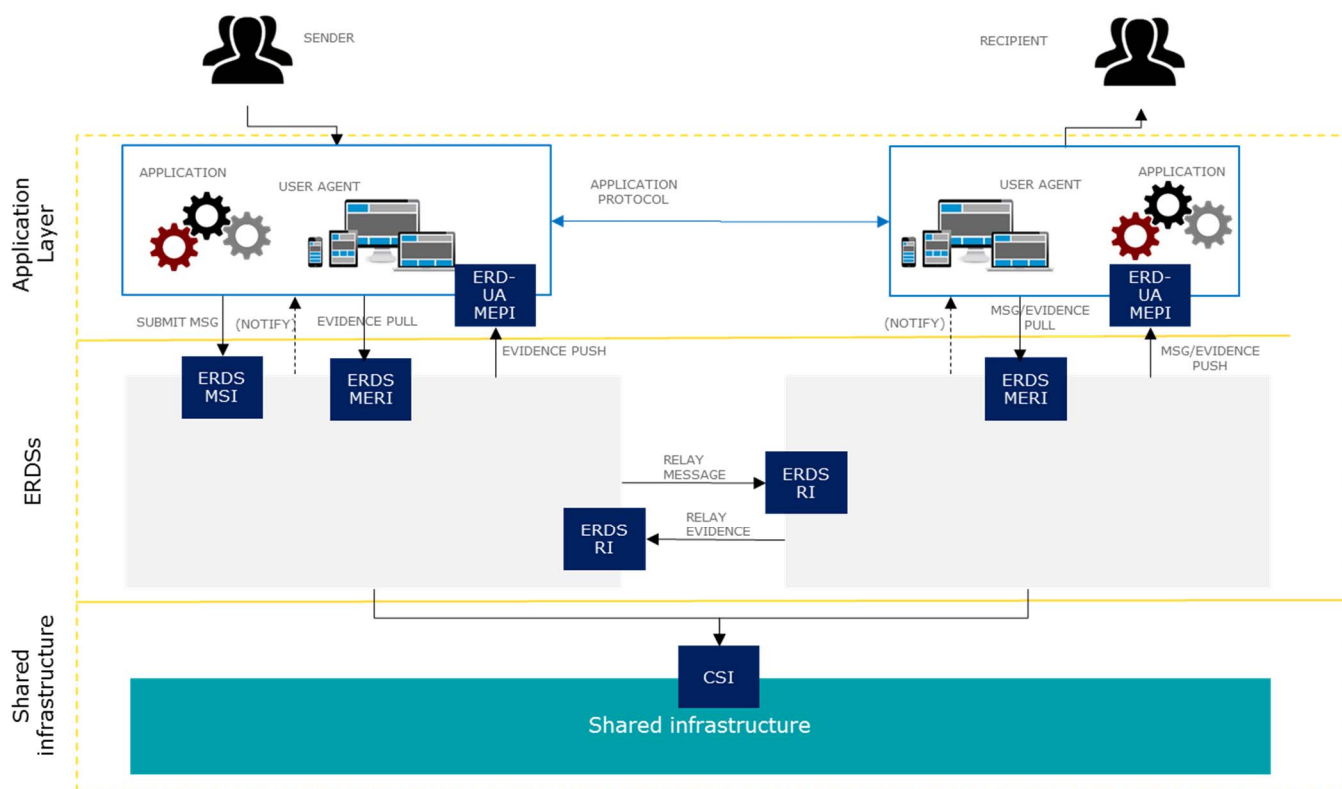 SENDER
RECIPIENT
Application
Layer
APPLICATION
USER AGENT
APPLICATION
PROTOCOL
USER AGENT
APPLICATION
ERD-
UA
MEPI
ERD-
UA
MEPI
SUBMIT MSG
(NOTIFY)
EVIDENCE PULL
EVIDENCE PUSH
(NOTIFY)
MSG/EVIDENCE
PULL
MSG/EVIDENCE
PUSH
ERDSs
ERDS
MSI
ERDS
MERI
ERDS
MERI
RELAY
MESSAGE
ERDS
RI
ERDS
RI
RELAY
EVIDENCE
Shared
infrastructure
CSI
Shared infrastructure